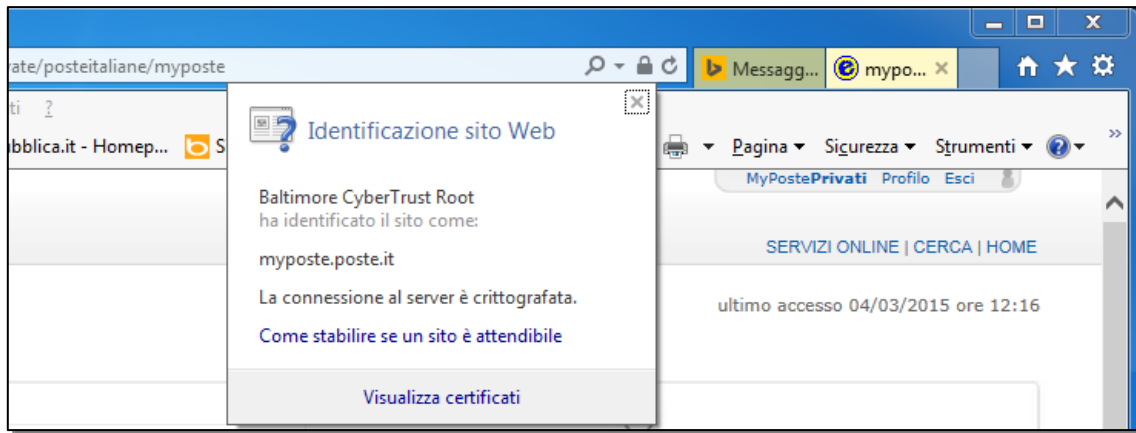 X
rate/posteitaliane/myposte
Messagg...
mypo... ×
ti ?
ubblica.it - Homep...
S
Identificazione sito Web
Pagina
Sicurezza
Strumenti
»
Baltimore CyberTrust Root
ha identificato il sito come:
myposte.poste.it
La connessione al server è crittografata.
Come stabilire se un sito è attendibile
Visualizza certificati
MyPostePrivati Profilo Esci
SERVIZI ONLINE | CERCA | HOME
ultimo accesso 04/03/2015 ore 12:16